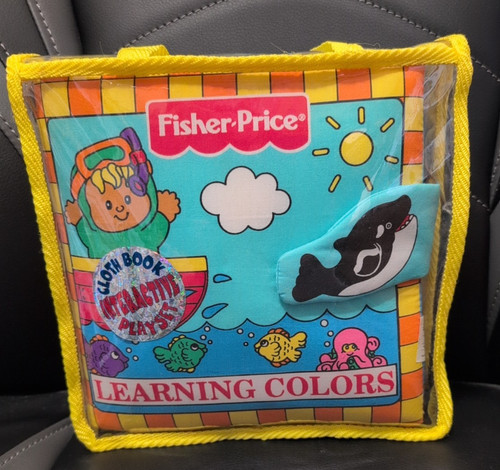 Fisher-Price®
CLOTH BOOK
INTERACTIVE
PLAYSET
LEARNING COLORS